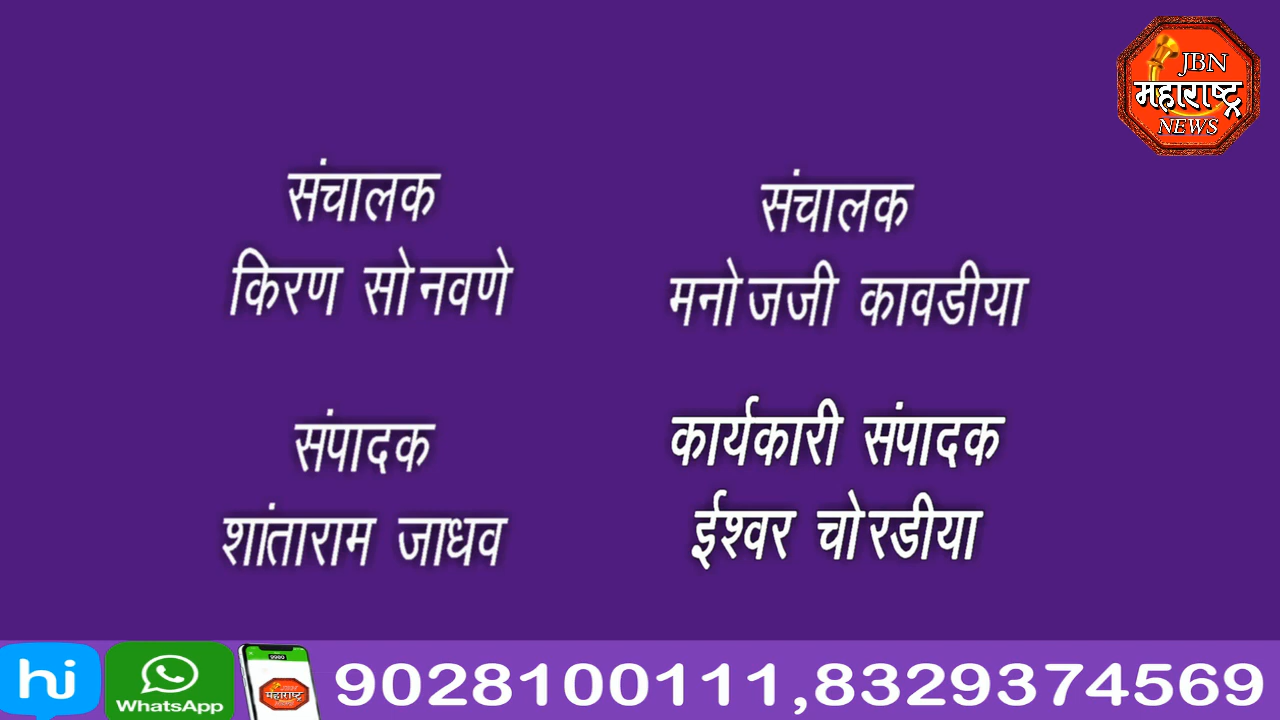 JBN
महाराष्ट्र
NEWS
संचालक
किरण सोनवणे
संचालक
मनोजजी कावडीया
संपादक
शांताराम जाधव
कार्यकारी संपादक
ईश्वर चोरडीया
hi
WhatsApp
महाराष्ट्र
9028100111,8329374569